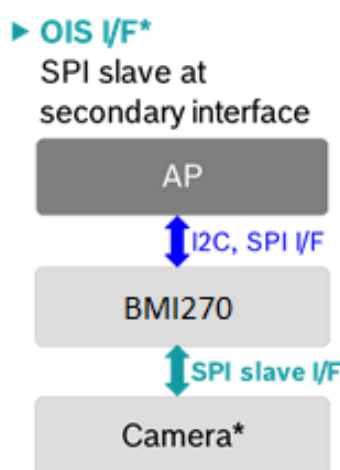 ► OIS I/F*
SPI slave at
secondary interface
AP
I2C, SPI I/F
BMI270
SPI slave I/F
Camera*